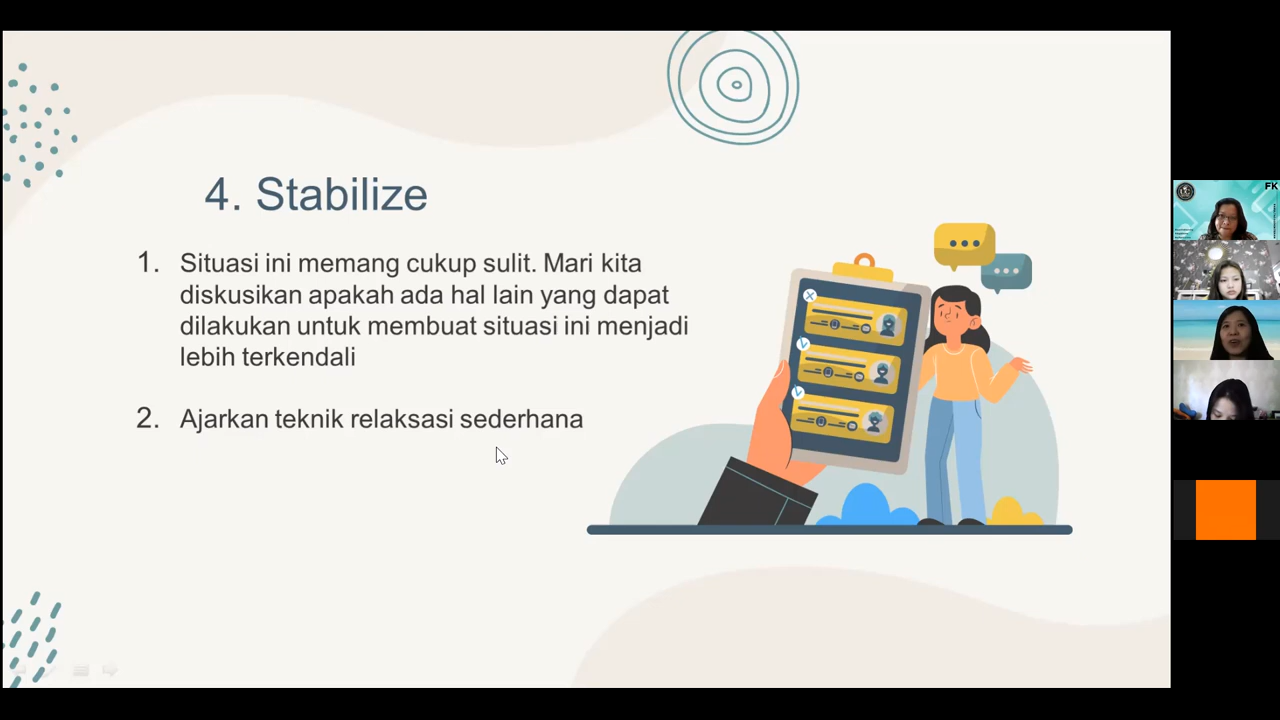 4. Stabilize
1. Situasi ini memang cukup sulit. Mari kita
diskusikan apakah ada hal lain yang dapat
dilakukan untuk membuat situasi ini menjadi
lebih terkendali
2. Ajarkan teknik relaksasi sederhana
FK